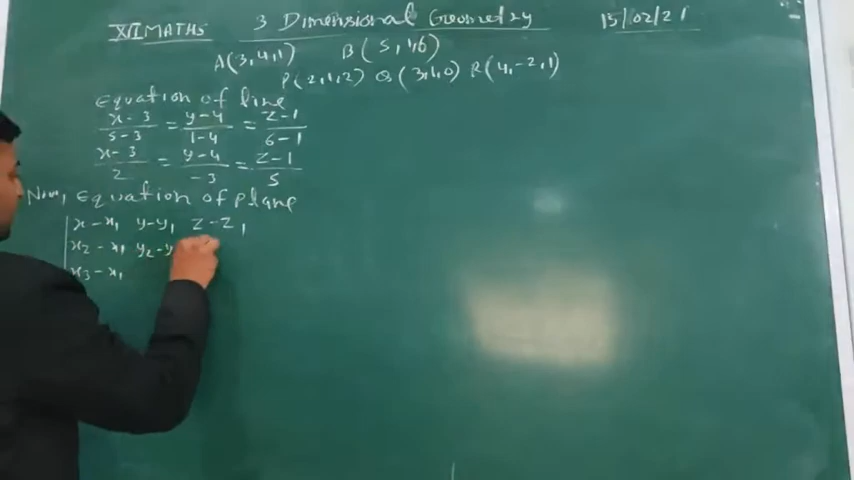 XII MATHS 3 Dimensional Geometry 15/02/21
A(3,4,1) B(5,1,6)
P(2,1,2) Q(3,1,0) R(4,-2,1)
Equation of line
x-3/5-3 = y-4/1-4 = z-1/6-1
x-3/2 = y-4/-3 = z-1/5
Now, Equation of plane
| x-x₁ y-y₁ z-z₁
x₂-x₁ y₂-y
x₃-x₁